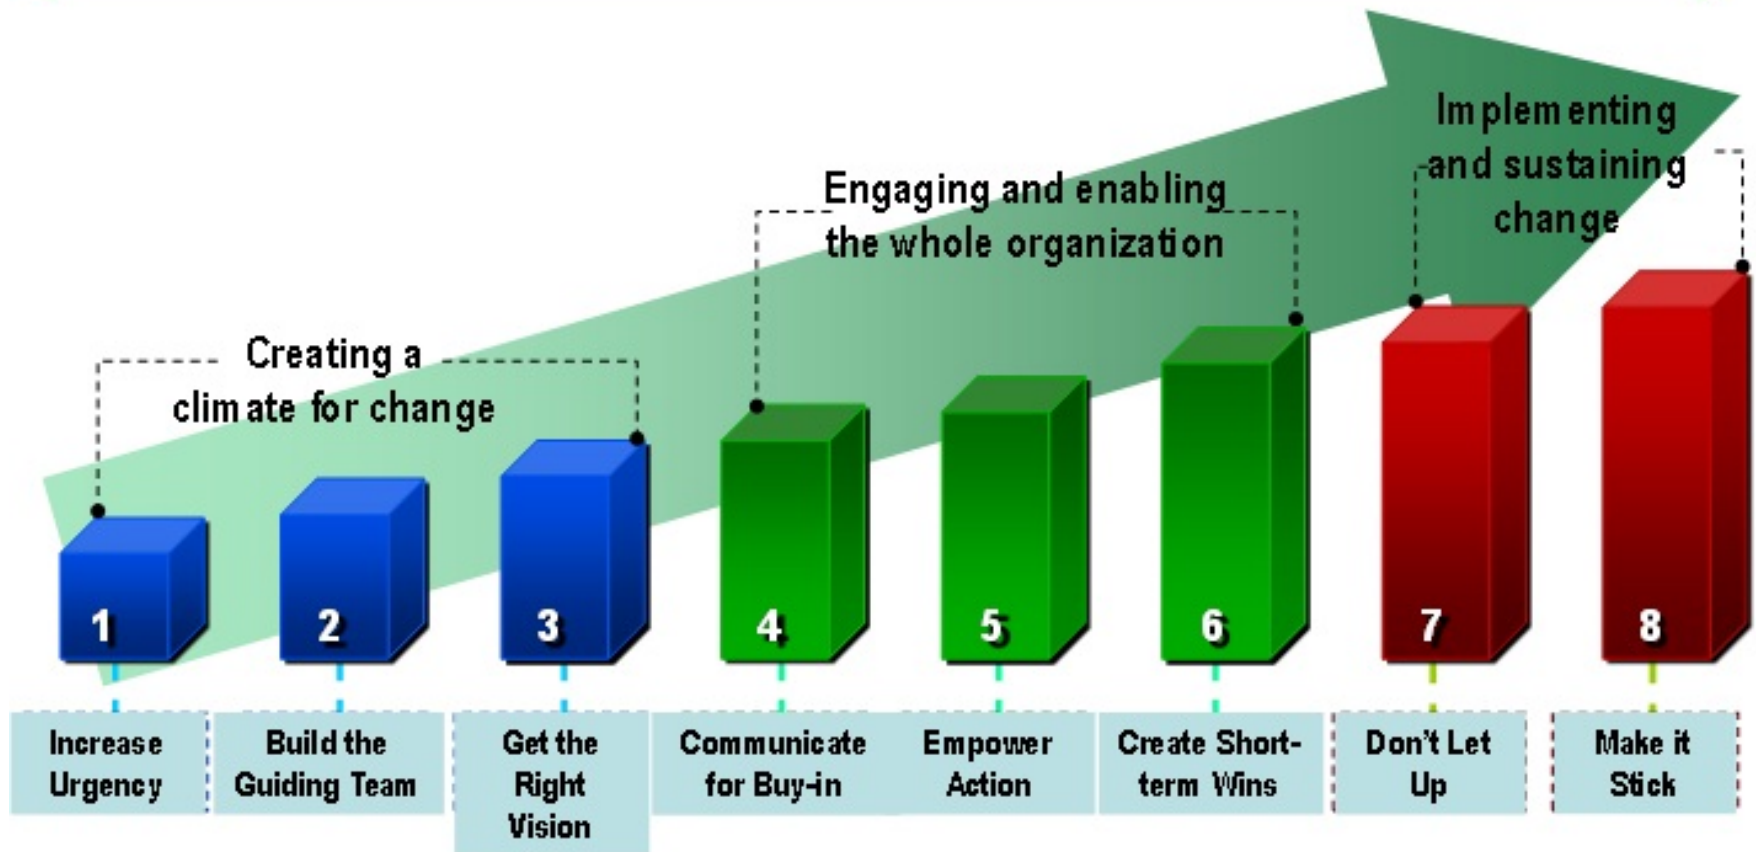 Implementing
and sustaining
change
Engaging and enabling
the whole organization
Creating a
climate for change
1
2
3
4
5
6
7
8
Increase
Urgency
Build the
Guiding Team
Get the
Right
Vision
Communicate
for Buy-in
Empower
Action
Create Short-
term Wins
Don't Let
Up
Make it
Stick